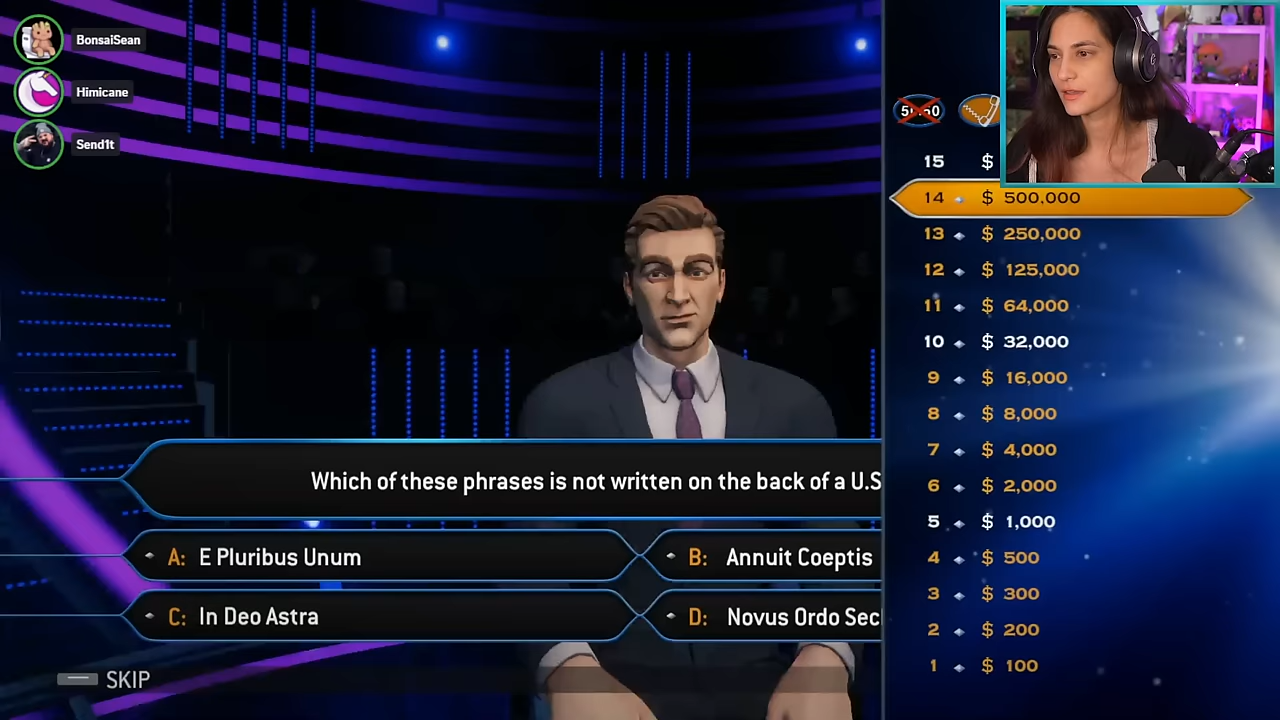 BonsaiSean
Himicane
Send1t
50
15 $
14 $ 500,000
13 $ 250,000
12 $ 125,000
11 $ 64,000
10 $ 32,000
9 $ 16,000
8 $ 8,000
7 $ 4,000
6 $ 2,000
5 $ 1,000
4 $ 500
3 $ 300
2 $ 200
1 $ 100
Which of these phrases is not written on the back of a U.S
A: E Pluribus Unum
B: Annuit Coeptis
C: In Deo Astra
D: Novus Ordo Sec
SKIP